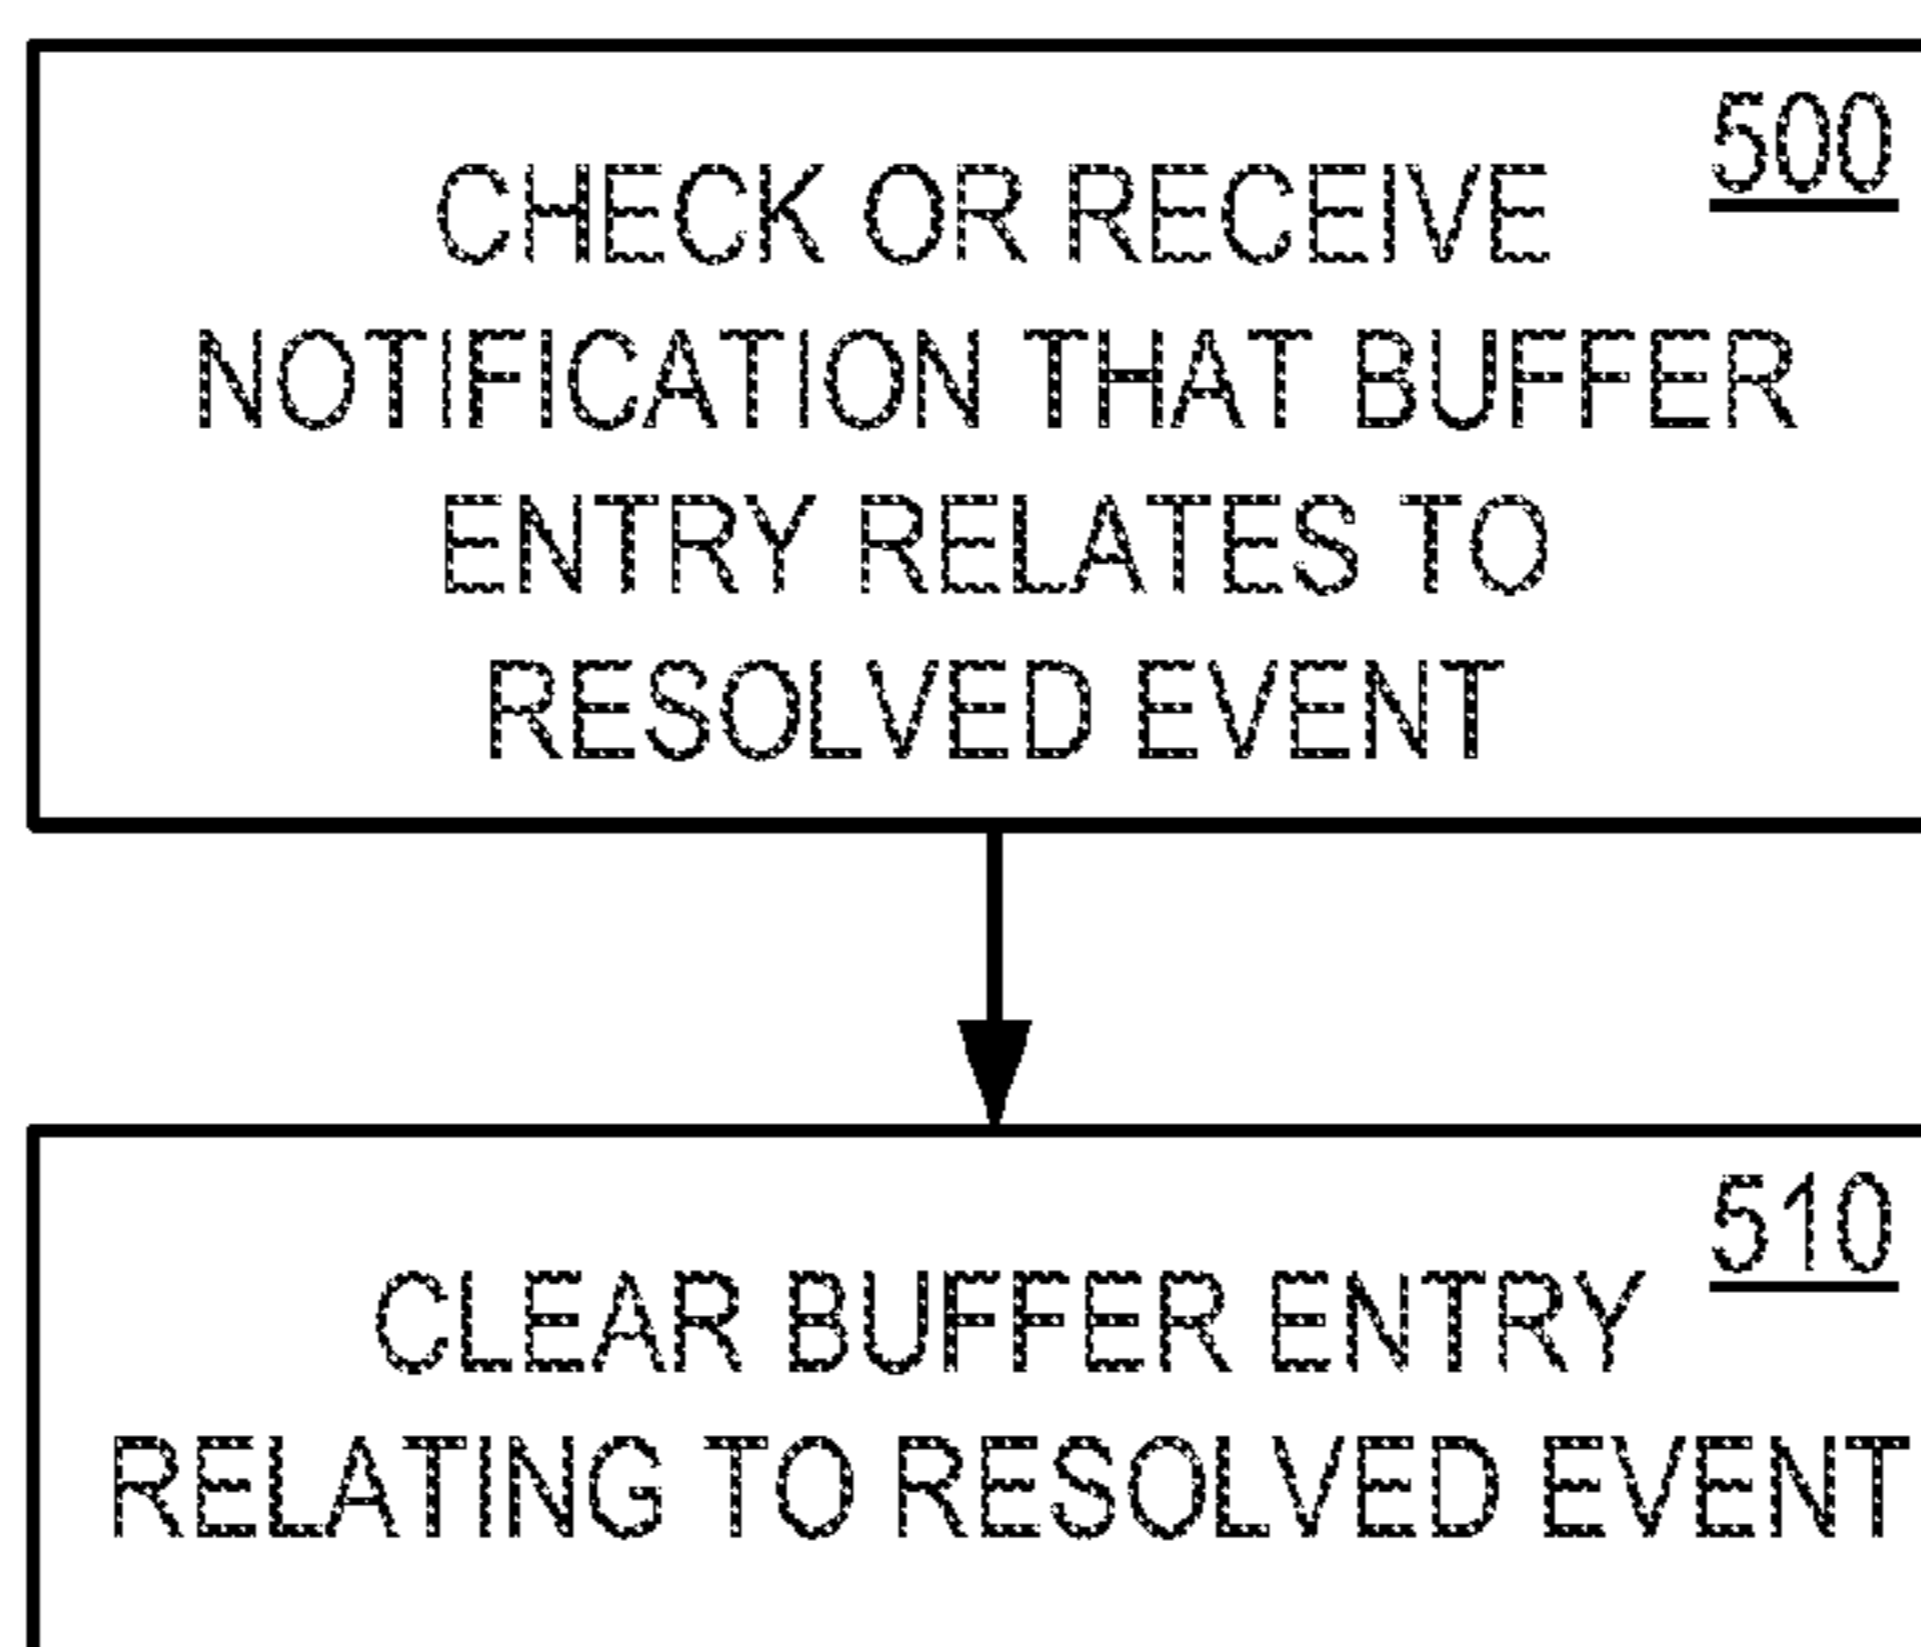 500
CHECK OR RECEIVE
NOTIFICATION THAT BUFFER
ENTRY RELATES TO
RESOLVED EVENT
510
CLEAR BUFFER ENTRY
RELATING TO RESOLVED EVENT